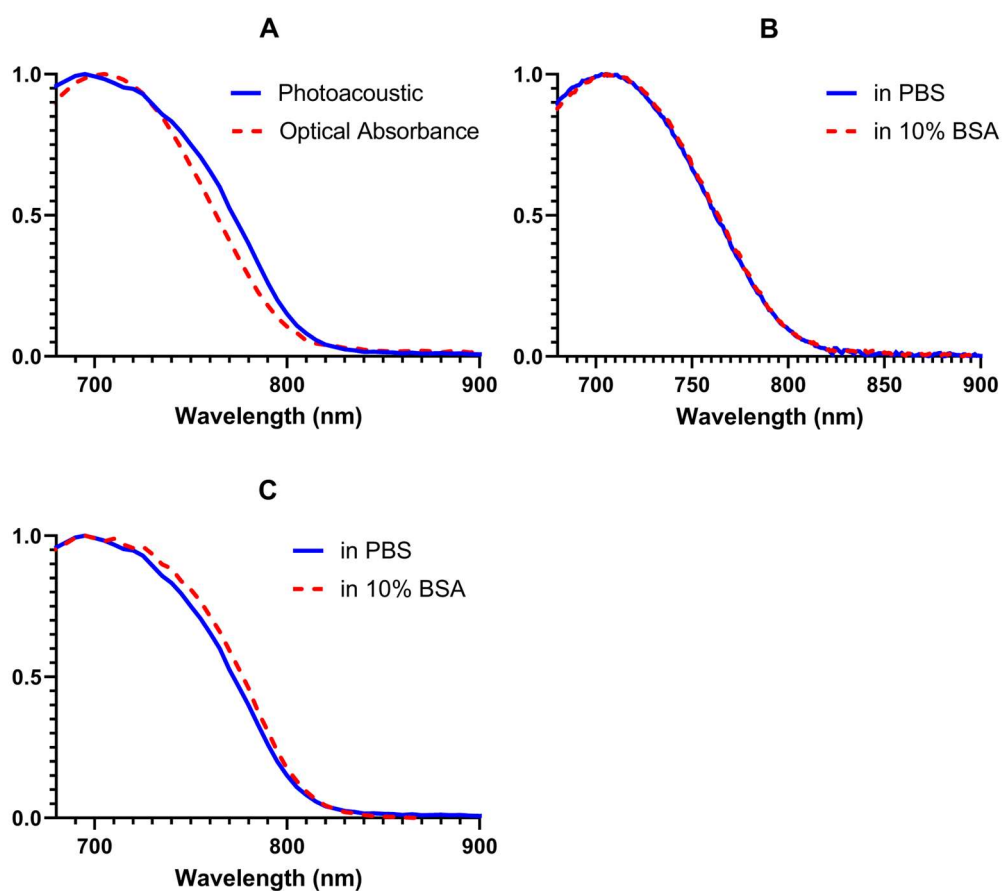 A
1.0
Photoacoustic
Optical Absorbance
0.5
0.0
700
800
900
Wavelength (nm)
B
1.0
in PBS
in 10% BSA
0.5
0.0
700
750
800
850
900
Wavelength (nm)
C
1.0
in PBS
in 10% BSA
0.5
0.0
700
800
900
Wavelength (nm)